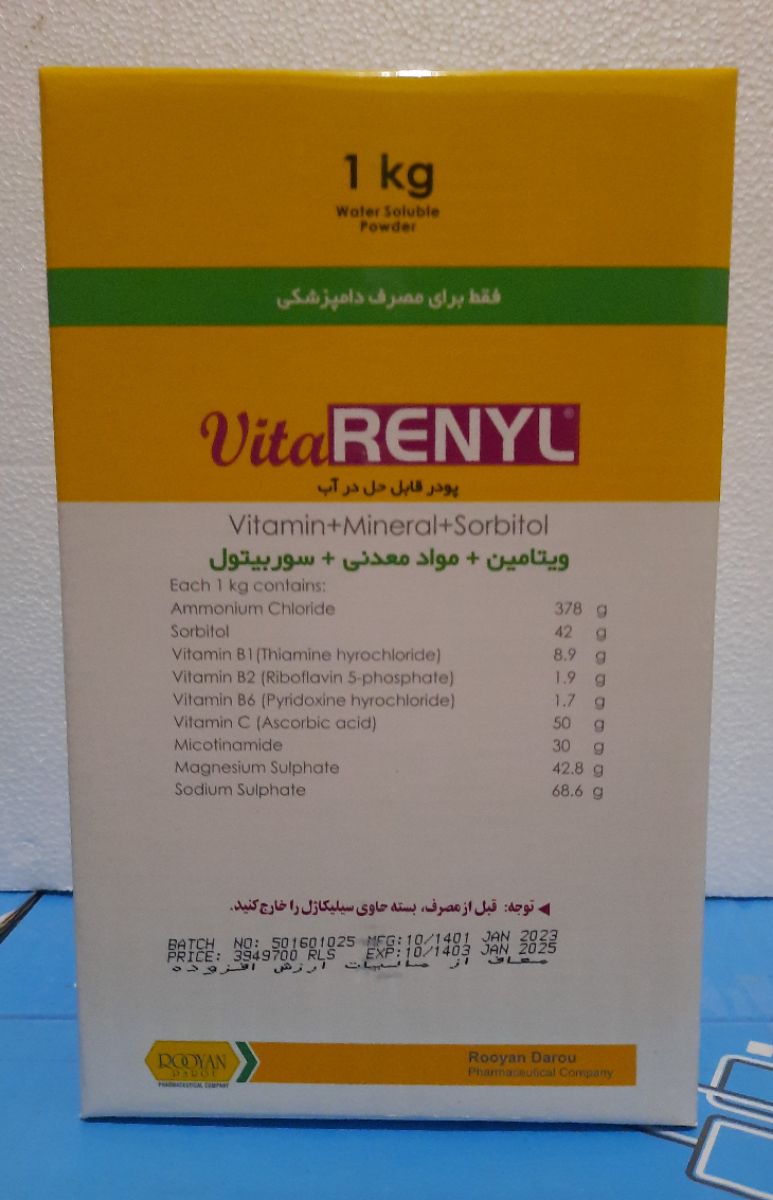 1 kg
Water Soluble
Powder
فقط برای مصرف دامپزشکی
VitaRENYL®
پودر قابل حل در آب
Vitamin+Mineral+Sorbitol
ویتامین + مواد معدنی + سوربیتول
Each 1 kg contains:
Ammonium Chloride 378 g
Sorbitol 42 g
Vitamin B1(Thiamine hyrochloride) 8.9 g
Vitamin B2 (Riboflavin 5-phosphate) 1.9 g
Vitamin B6 (Pyridoxine hyrochloride) 1.7 g
Vitamin C (Ascorbic acid) 50 g
Micotinamide 30 g
Magnesium Sulphate 42.8 g
Sodium Sulphate 68.6 g
توجه: قبل از مصرف، بسته حاوی سیلیکاژل را خارج کنید.
BATCH NO: 501601025 MFG:10/1401 JAN 2023
PRICE: 3949700 RLS EXP:10/1403 JAN 2025
معاف از مالیات ارزش افزوده
ROOYAN
DAROU
PHARMACEUTICAL COMPANY
Rooyan Darou
Pharmaceutical Company